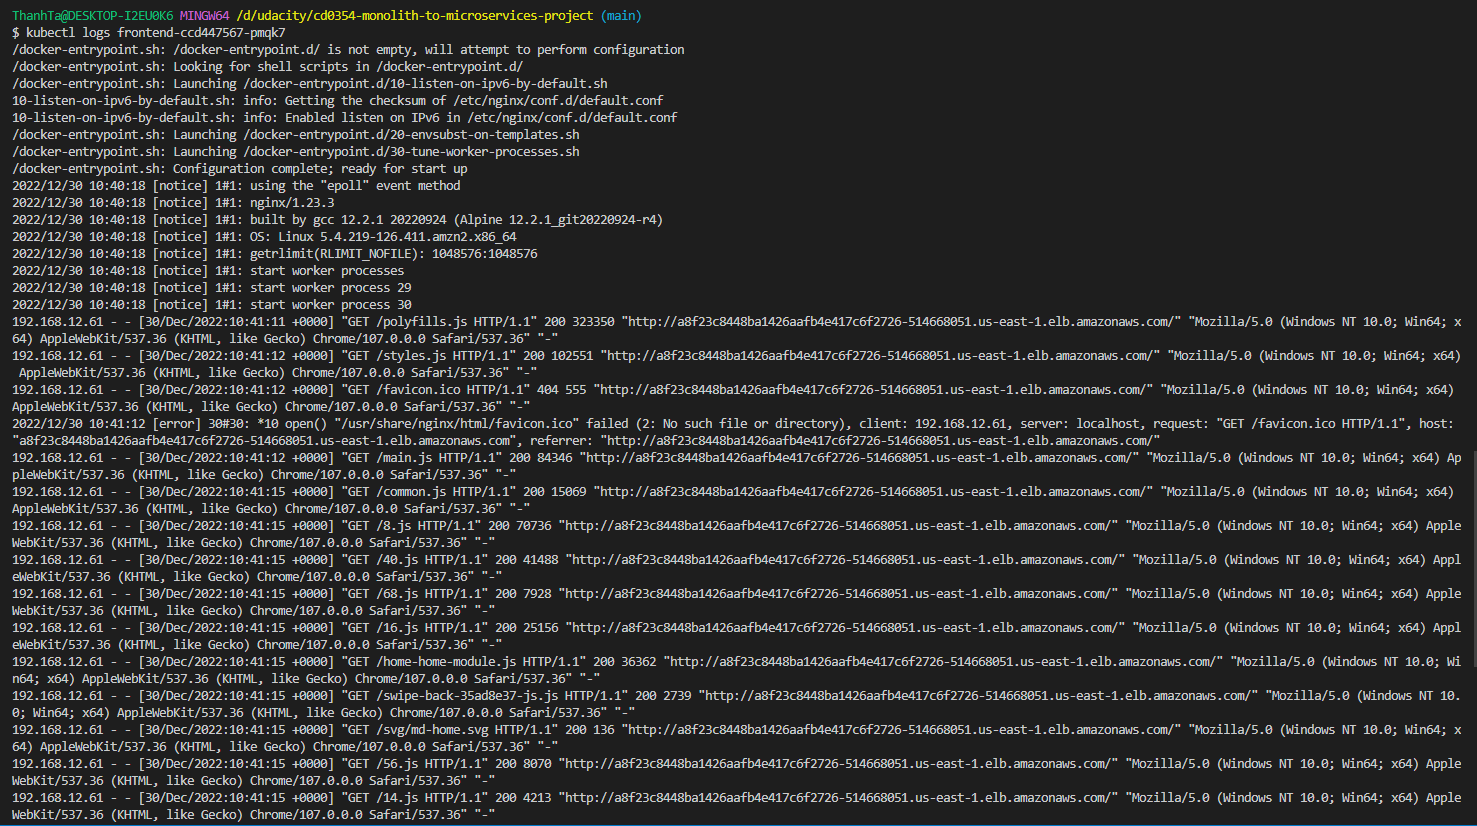 ThanhTa@DESKTOP-I2EU0K6 MINGW64 /d/udacity/cd0354-monolith-to-microservices-project (main)
$ kubectl logs frontend-ccd447567-pmqk7
/docker-entrypoint.sh: /docker-entrypoint.d/ is not empty, will attempt to perform configuration
/docker-entrypoint.sh: Looking for shell scripts in /docker-entrypoint.d/
/docker-entrypoint.sh: Launching /docker-entrypoint.d/10-listen-on-ipv6-by-default.sh
10-listen-on-ipv6-by-default.sh: info: Getting the checksum of /etc/nginx/conf.d/default.conf
10-listen-on-ipv6-by-default.sh: info: Enabled listen on IPv6 in /etc/nginx/conf.d/default.conf
/docker-entrypoint.sh: Launching /docker-entrypoint.d/20-envsubst-on-templates.sh
/docker-entrypoint.sh: Launching /docker-entrypoint.d/30-tune-worker-processes.sh
/docker-entrypoint.sh: Configuration complete; ready for start up
2022/12/30 10:40:18 [notice] 1#1: using the "epoll" event method
2022/12/30 10:40:18 [notice] 1#1: nginx/1.23.3
2022/12/30 10:40:18 [notice] 1#1: built by gcc 12.2.1 20220924 (Alpine 12.2.1_git20220924-r4)
2022/12/30 10:40:18 [notice] 1#1: OS: Linux 5.4.219-126.411.amzn2.x86_64
2022/12/30 10:40:18 [notice] 1#1: getrlimit(RLIMIT_NOFILE): 1048576:1048576
2022/12/30 10:40:18 [notice] 1#1: start worker processes
2022/12/30 10:40:18 [notice] 1#1: start worker process 29
2022/12/30 10:40:18 [notice] 1#1: start worker process 30
192.168.12.61 - - [30/Dec/2022:10:41:11 +0000] "GET /polyfills.js HTTP/1.1" 200 323350 "http://a8f23c8448ba1426aafb4e417c6f2726-514668051.us-east-1.elb.amazonaws.com/" "Mozilla/5.0 (Windows NT 10.0; Win64; x
64) AppleWebKit/537.36 (KHTML, like Gecko) Chrome/107.0.0.0 Safari/537.36" "-"
192.168.12.61 - - [30/Dec/2022:10:41:12 +0000] "GET /styles.js HTTP/1.1" 200 102551 "http://a8f23c8448ba1426aafb4e417c6f2726-514668051.us-east-1.elb.amazonaws.com/" "Mozilla/5.0 (Windows NT 10.0; Win64; x64)
AppleWebKit/537.36 (KHTML, like Gecko) Chrome/107.0.0.0 Safari/537.36" "-"
192.168.12.61 - - [30/Dec/2022:10:41:12 +0000] "GET /favicon.ico HTTP/1.1" 404 555 "http://a8f23c8448ba1426aafb4e417c6f2726-514668051.us-east-1.elb.amazonaws.com/" "Mozilla/5.0 (Windows NT 10.0; Win64; x64)
AppleWebKit/537.36 (KHTML, like Gecko) Chrome/107.0.0.0 Safari/537.36" "-"
2022/12/30 10:41:12 [error] 30#30: *10 open() "/usr/share/nginx/html/favicon.ico" failed (2: No such file or directory), client: 192.168.12.61, server: localhost, request: "GET /favicon.ico HTTP/1.1", host:
"a8f23c8448ba1426aafb4e417c6f2726-514668051.us-east-1.elb.amazonaws.com", referrer: "http://a8f23c8448ba1426aafb4e417c6f2726-514668051.us-east-1.elb.amazonaws.com/"
192.168.12.61 - - [30/Dec/2022:10:41:12 +0000] "GET /main.js HTTP/1.1" 200 84346 "http://a8f23c8448ba1426aafb4e417c6f2726-514668051.us-east-1.elb.amazonaws.com/" "Mozilla/5.0 (Windows NT 10.0; Win64; x64) Ap
pleWebKit/537.36 (KHTML, like Gecko) Chrome/107.0.0.0 Safari/537.36" "-"
192.168.12.61 - - [30/Dec/2022:10:41:15 +0000] "GET /common.js HTTP/1.1" 200 15069 "http://a8f23c8448ba1426aafb4e417c6f2726-514668051.us-east-1.elb.amazonaws.com/" "Mozilla/5.0 (Windows NT 10.0; Win64; x64)
AppleWebKit/537.36 (KHTML, like Gecko) Chrome/107.0.0.0 Safari/537.36" "-"
192.168.12.61 - - [30/Dec/2022:10:41:15 +0000] "GET /8.js HTTP/1.1" 200 70736 "http://a8f23c8448ba1426aafb4e417c6f2726-514668051.us-east-1.elb.amazonaws.com/" "Mozilla/5.0 (Windows NT 10.0; Win64; x64) Apple
WebKit/537.36 (KHTML, like Gecko) Chrome/107.0.0.0 Safari/537.36" "-"
192.168.12.61 - - [30/Dec/2022:10:41:15 +0000] "GET /40.js HTTP/1.1" 200 41488 "http://a8f23c8448ba1426aafb4e417c6f2726-514668051.us-east-1.elb.amazonaws.com/" "Mozilla/5.0 (Windows NT 10.0; Win64; x64) Appl
eWebKit/537.36 (KHTML, like Gecko) Chrome/107.0.0.0 Safari/537.36" "-"
192.168.12.61 - - [30/Dec/2022:10:41:15 +0000] "GET /68.js HTTP/1.1" 200 7928 "http://a8f23c8448ba1426aafb4e417c6f2726-514668051.us-east-1.elb.amazonaws.com/" "Mozilla/5.0 (Windows NT 10.0; Win64; x64) Apple
WebKit/537.36 (KHTML, like Gecko) Chrome/107.0.0.0 Safari/537.36" "-"
192.168.12.61 - - [30/Dec/2022:10:41:15 +0000] "GET /16.js HTTP/1.1" 200 25156 "http://a8f23c8448ba1426aafb4e417c6f2726-514668051.us-east-1.elb.amazonaws.com/" "Mozilla/5.0 (Windows NT 10.0; Win64; x64) Appl
eWebKit/537.36 (KHTML, like Gecko) Chrome/107.0.0.0 Safari/537.36" "-"
192.168.12.61 - - [30/Dec/2022:10:41:15 +0000] "GET /home-home-module.js HTTP/1.1" 200 36362 "http://a8f23c8448ba1426aafb4e417c6f2726-514668051.us-east-1.elb.amazonaws.com/" "Mozilla/5.0 (Windows NT 10.0; Wi
n64; x64) AppleWebKit/537.36 (KHTML, like Gecko) Chrome/107.0.0.0 Safari/537.36" "-"
192.168.12.61 - - [30/Dec/2022:10:41:15 +0000] "GET /swipe-back-35ad8e37-js.js HTTP/1.1" 200 2739 "http://a8f23c8448ba1426aafb4e417c6f2726-514668051.us-east-1.elb.amazonaws.com/" "Mozilla/5.0 (Windows NT 10.
0; Win64; x64) AppleWebKit/537.36 (KHTML, like Gecko) Chrome/107.0.0.0 Safari/537.36" "-"
192.168.12.61 - - [30/Dec/2022:10:41:15 +0000] "GET /svg/md-home.svg HTTP/1.1" 200 136 "http://a8f23c8448ba1426aafb4e417c6f2726-514668051.us-east-1.elb.amazonaws.com/" "Mozilla/5.0 (Windows NT 10.0; Win64; x
64) AppleWebKit/537.36 (KHTML, like Gecko) Chrome/107.0.0.0 Safari/537.36" "-"
192.168.12.61 - - [30/Dec/2022:10:41:15 +0000] "GET /56.js HTTP/1.1" 200 8070 "http://a8f23c8448ba1426aafb4e417c6f2726-514668051.us-east-1.elb.amazonaws.com/" "Mozilla/5.0 (Windows NT 10.0; Win64; x64) Apple
WebKit/537.36 (KHTML, like Gecko) Chrome/107.0.0.0 Safari/537.36" "-"
192.168.12.61 - - [30/Dec/2022:10:41:15 +0000] "GET /14.js HTTP/1.1" 200 4213 "http://a8f23c8448ba1426aafb4e417c6f2726-514668051.us-east-1.elb.amazonaws.com/" "Mozilla/5.0 (Windows NT 10.0; Win64; x64) Apple
WebKit/537.36 (KHTML, like Gecko) Chrome/107.0.0.0 Safari/537.36" "-"